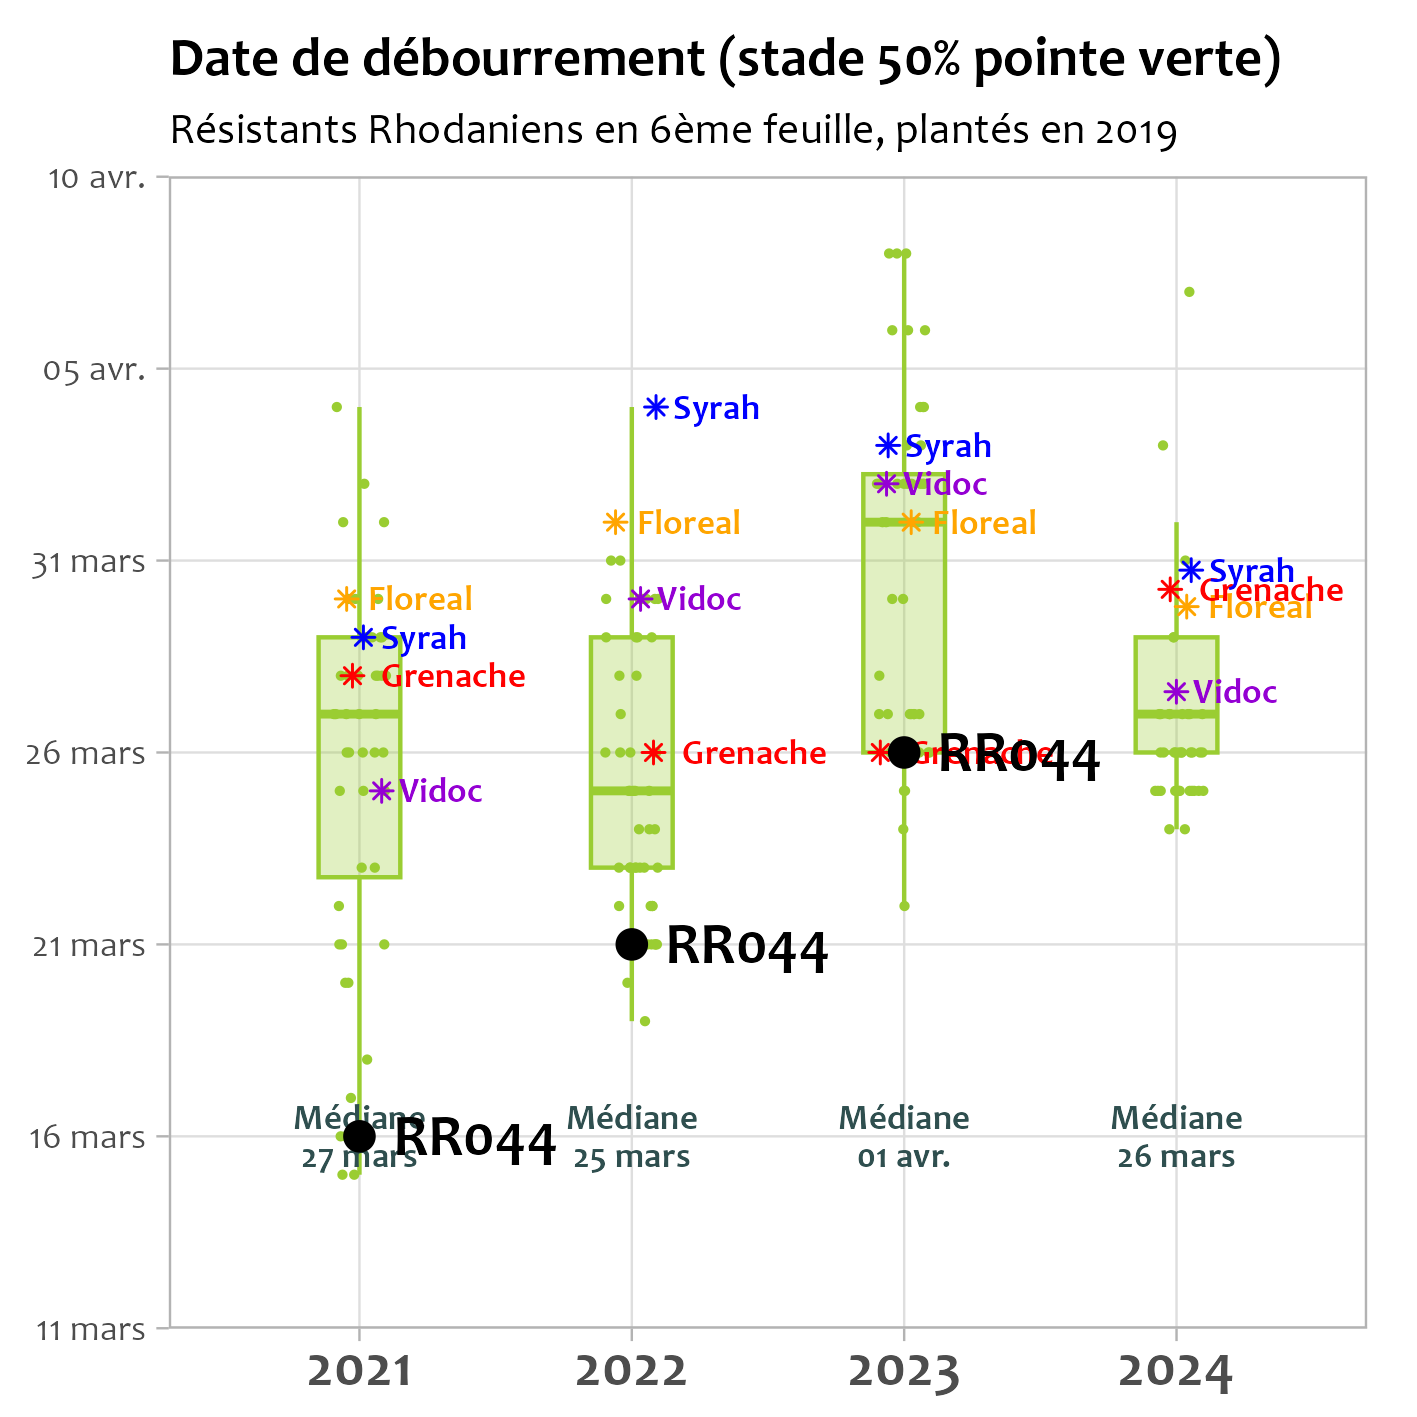 Date de débourrement (stade 50% pointe verte)
Résistants Rhodaniens en 6ème feuille, plantés en 2019
10 avr.
05 avr.
31 mars
26 mars
21 mars
16 mars
11 mars
Floreal
Syrah
Grenache
Vidoc
RR044
Médiane
27 mars
Syrah
Floreal
Vidoc
Grenache
RR044
Médiane
25 mars
Syrah
Vidoc
Floreal
Grenache
RR044
Médiane
01 avr.
Syrah
Grenache
Floreal
Vidoc
Médiane
26 mars
2021
2022
2023
2024